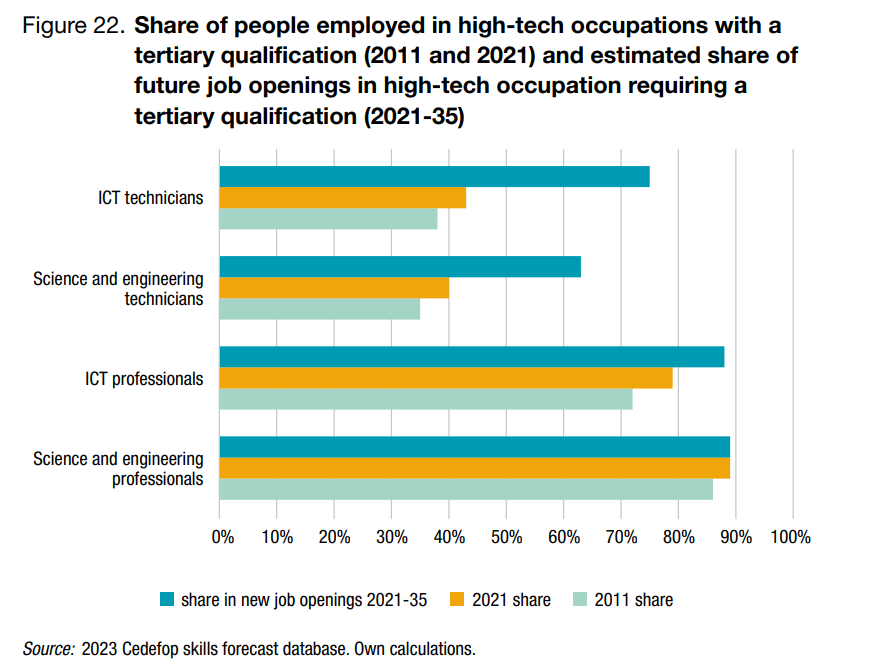 Figure 22. Share of people employed in high-tech occupations with a
tertiary qualification (2011 and 2021) and estimated share of
future job openings in high-tech occupation requiring a
tertiary qualification (2021-35)
ICT technicians
Science and engineering
technicians
ICT professionals
Science and engineering
professionals
0% 10% 20% 30% 40% 50% 60% 70% 80% 90% 100%
share in new job openings 2021-35 2021 share 2011 share
Source: 2023 Cedefop skills forecast database. Own calculations.